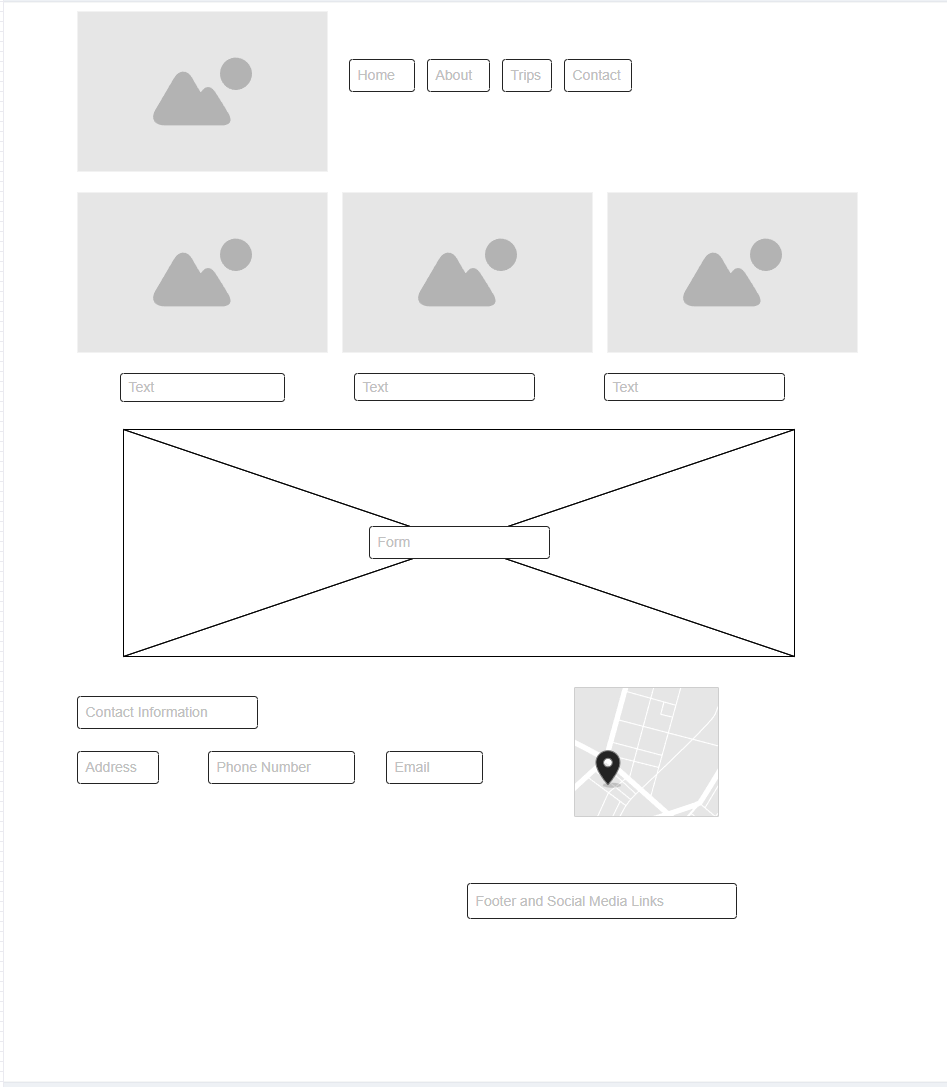 Home
About
Trips
Contact
Text
Text
Text
Form
Contact Information
Address
Phone Number
Email
Footer and Social Media Links